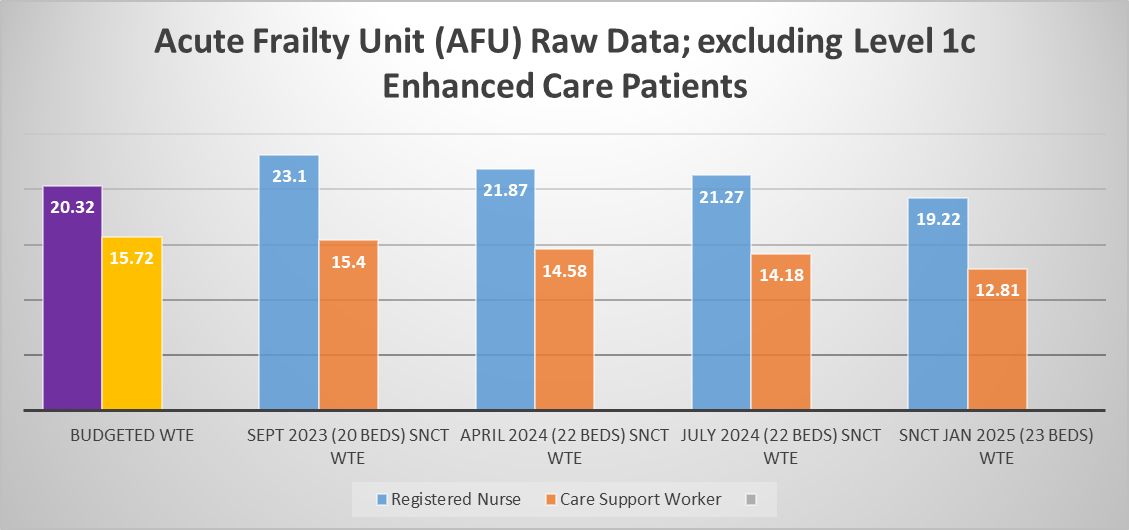 Acute Frailty Unit (AFU) Raw Data; excluding Level 1c
Enhanced Care Patients
20.32
15.72
23.1
15.4
21.87
14.58
21.27
14.18
19.22
12.81
BUDGETED WTE
SEPT 2023 (20 BEDS) SNCT
WTE
APRIL 2024 (22 BEDS) SNCT
WTE
JULY 2024 (22 BEDS) SNCT
WTE
SNCT JAN 2025 (23 BEDS)
WTE
Registered Nurse
Care Support Worker